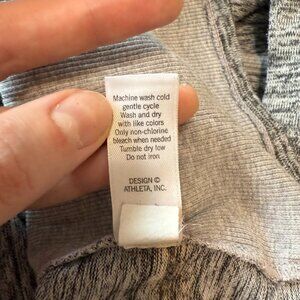 Machine wash cold
gentle cycle
Wash and dry
with like colors
Only non-chlorine
bleach when needed
Tumble dry low
Do not iron
DESIGN ©
ATHLETA, INC.